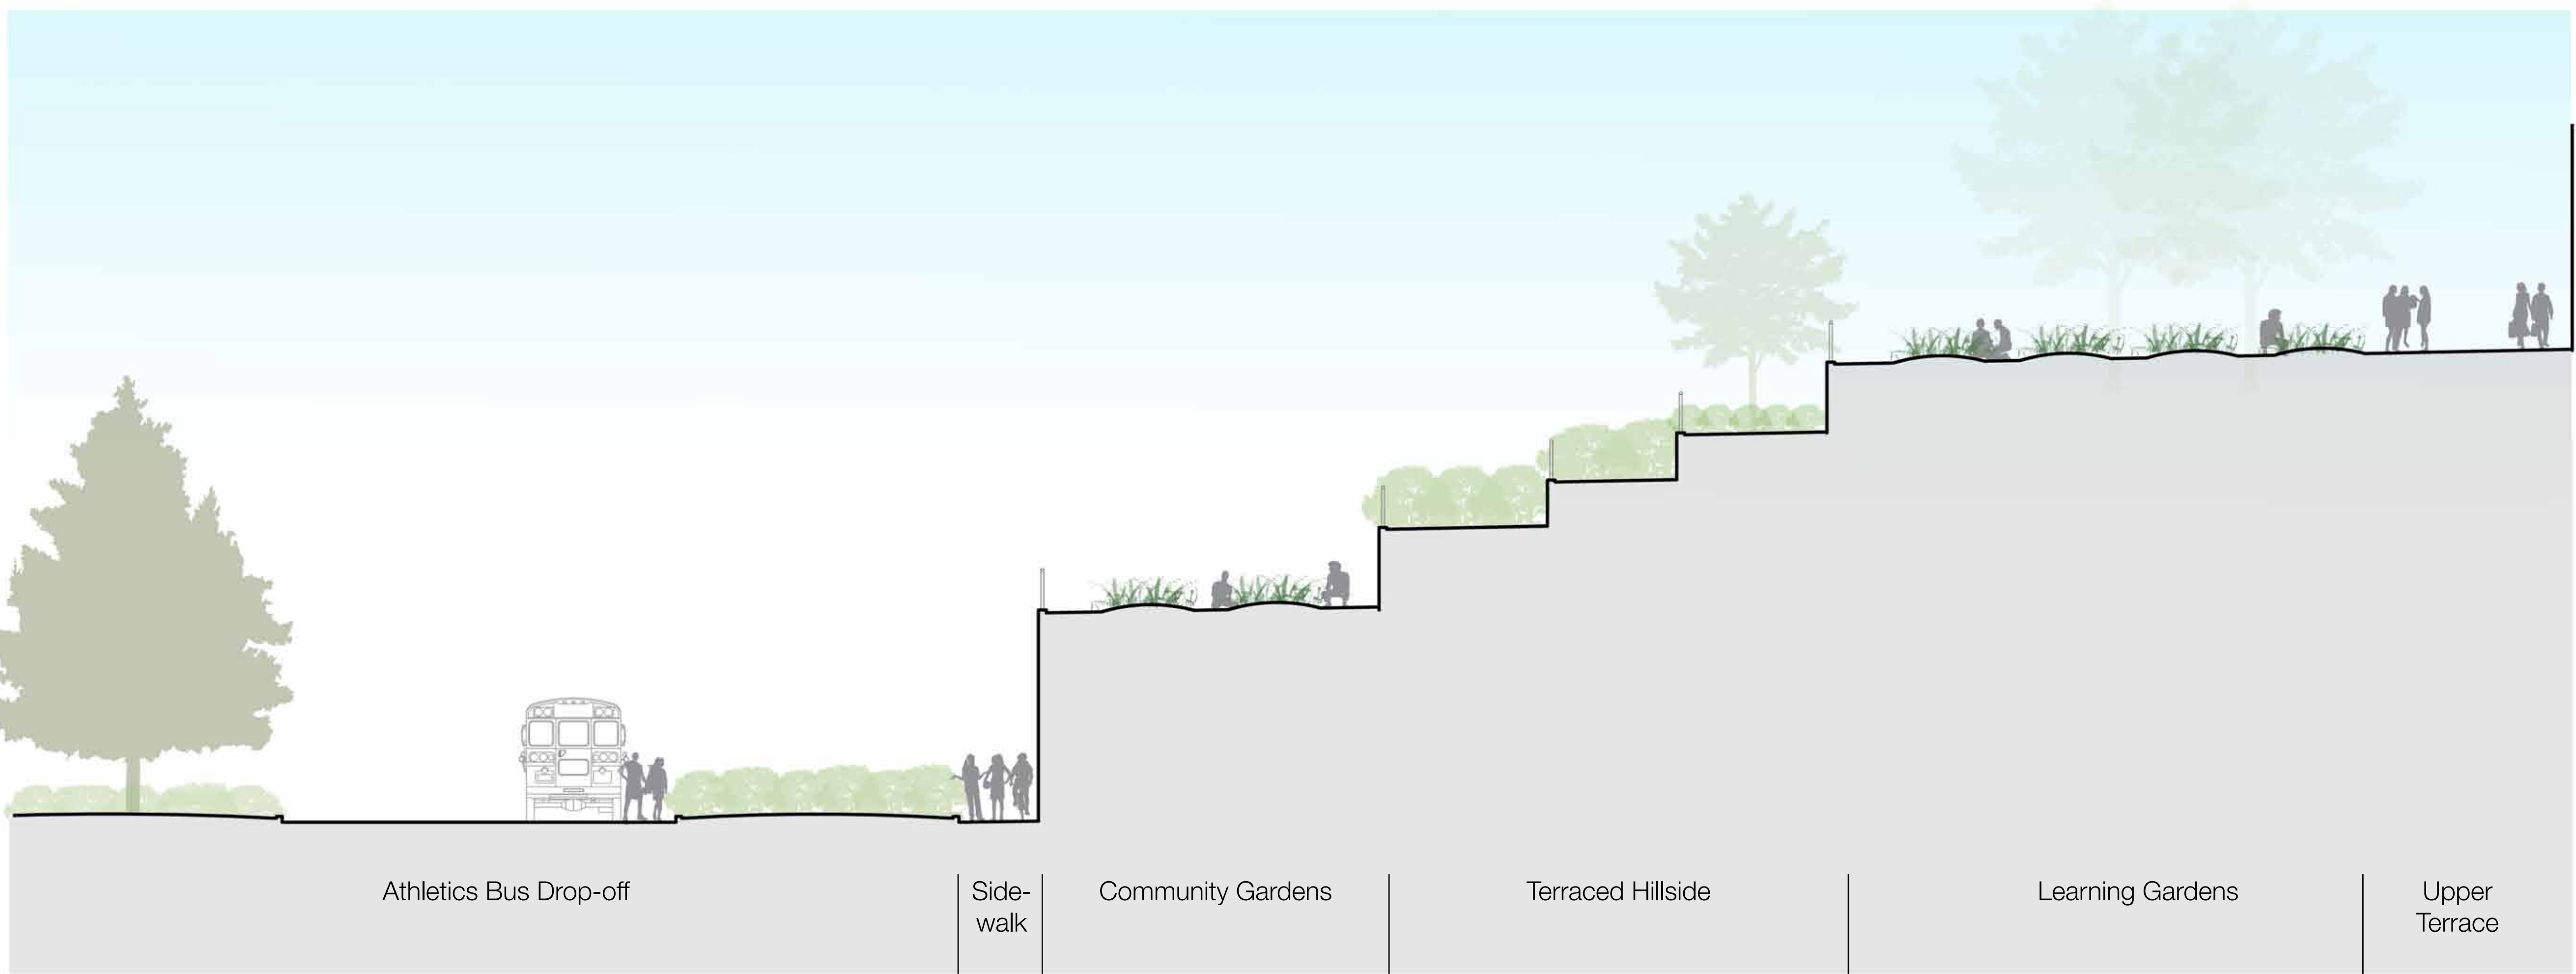 Athletics Bus Drop-off
Side-
walk
Community Gardens
Terraced Hillside
Learning Gardens
Upper
Terrace